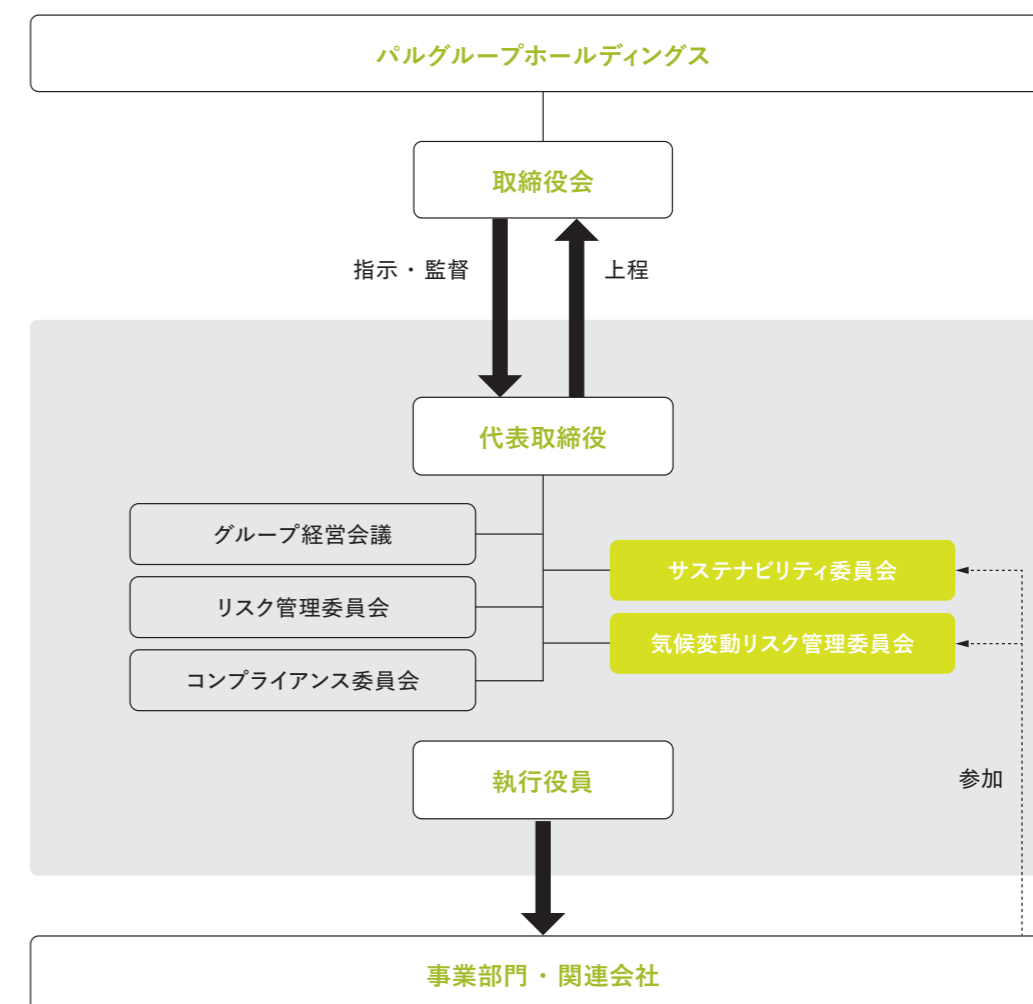 パルグループホールディングス
取締役会
指示・監督
上程
代表取締役
グループ経営会議
リスク管理委員会
コンプライアンス委員会
サステナビリティ委員会
気候変動リスク管理委員会
執行役員
参加
事業部門・関連会社